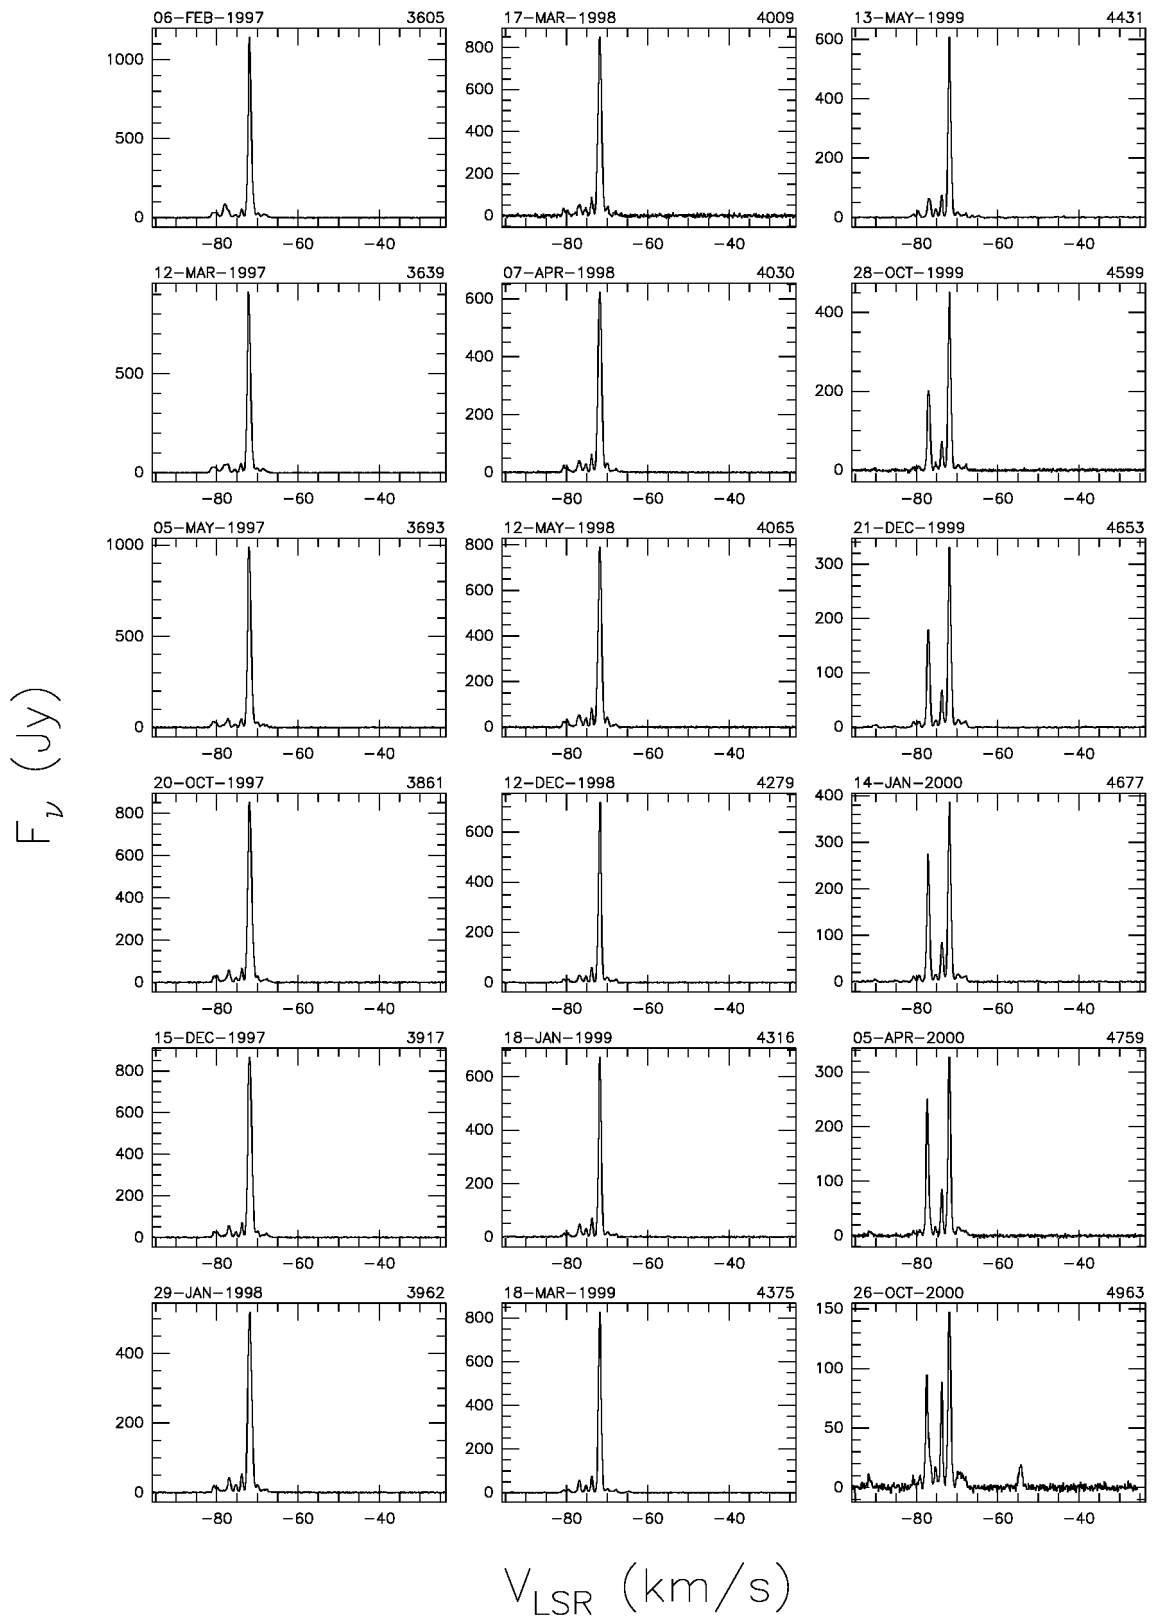 06-FEB-1997 3605
1000
500
0
-80 -60 -40
12-MAR-1997 3639
500
0
-80 -60 -40
05-MAY-1997 3693
1000
500
0
-80 -60 -40
20-OCT-1997 3861
800
600
400
200
0
-80 -60 -40
15-DEC-1997 3917
800
600
400
200
0
-80 -60 -40
29-JAN-1998 3962
400
200
0
-80 -60 -40
17-MAR-1998 4009
800
600
400
200
0
-80 -60 -40
07-APR-1998 4030
600
400
200
0
-80 -60 -40
12-MAY-1998 4065
800
600
400
200
0
-80 -60 -40
12-DEC-1998 4279
600
400
200
0
-80 -60 -40
18-JAN-1999 4316
600
400
200
0
-80 -60 -40
18-MAR-1999 4375
800
600
400
200
0
-80 -60 -40
13-MAY-1999 4431
600
400
200
0
-80 -60 -40
28-OCT-1999 4599
400
200
0
-80 -60 -40
21-DEC-1999 4653
300
200
100
0
-80 -60 -40
14-JAN-2000 4677
400
300
200
100
0
-80 -60 -40
05-APR-2000 4759
300
200
100
0
-80 -60 -40
26-OCT-2000 4963
150
100
50
0
-80 -60 -40
Fν (Jy)
VLSR (km/s)